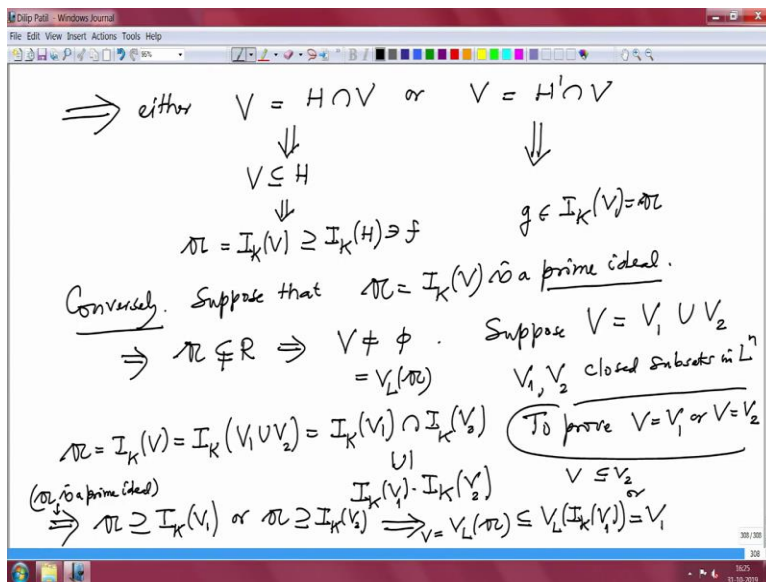 Dilip Patil - Windows Journal
File Edit View Insert Actions Tools Help
⟹ either V = H ∩ V or V = H' ∩ V
⇓ ⇓
V ⊆ H
⇓
𝔄 = I_K(V) ⊇ I_K(H) ∋ f g ∈ I_K(V) = 𝔄
Conversely. Suppose that 𝔄 = I_K(V) is a prime ideal.
⇒ 𝔄 ⊊ R ⇒ V ≠ ϕ . Suppose V = V_1 ∪ V_2
= V_L(𝔄) V_1, V_2 closed subsets in L^n
𝔄 = I_K(V) = I_K(V_1 ∪ V_2) = I_K(V_1) ∩ I_K(V_2) To prove V = V_1 or V = V_2
∪| V ⊆ V_2
(𝔄 is a prime ideal) I_K(V_1) · I_K(V_2) or
⇒ 𝔄 ⊇ I_K(V_1) or 𝔄 ⊇ I_K(V_2) ⟹ V = V_L(𝔄) ⊆ V_L(I_K(V_1)) = V_1
308/308
308
16:25
31-10-2019